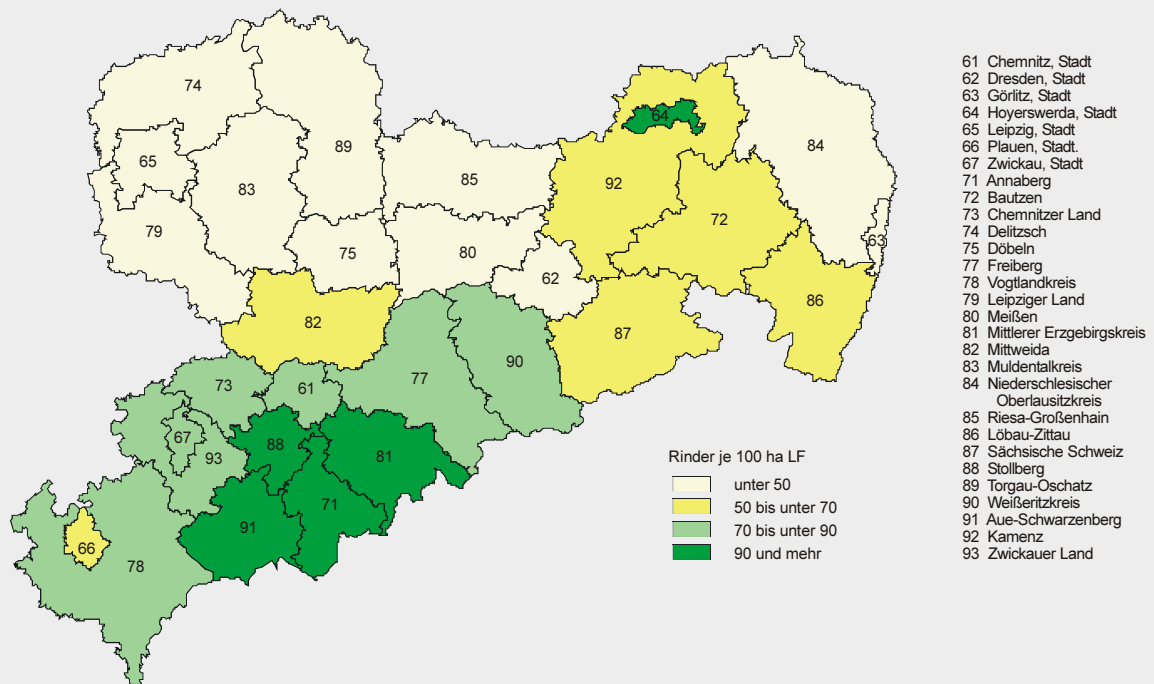 74
65
89
83
79
75
85
80
62
64
92
72
84
63
86
87
82
77
90
73
61
67
93
88
81
71
91
66
78
Rinder je 100 ha LF
unter 50
50 bis unter 70
70 bis unter 90
90 und mehr
61 Chemnitz, Stadt
62 Dresden, Stadt
63 Görlitz, Stadt
64 Hoyerswerda, Stadt
65 Leipzig, Stadt
66 Plauen, Stadt.
67 Zwickau, Stadt
71 Annaberg
72 Bautzen
73 Chemnitzer Land
74 Delitzsch
75 Döbeln
77 Freiberg
78 Vogtlandkreis
79 Leipziger Land
80 Meißen
81 Mittlerer Erzgebirgskreis
82 Mittweida
83 Muldentalkreis
84 Niederschlesischer
Oberlausitzkreis
85 Riesa-Großenhain
86 Löbau-Zittau
87 Sächsische Schweiz
88 Stollberg
89 Torgau-Oschatz
90 Weißeritzkreis
91 Aue-Schwarzenberg
92 Kamenz
93 Zwickauer Land